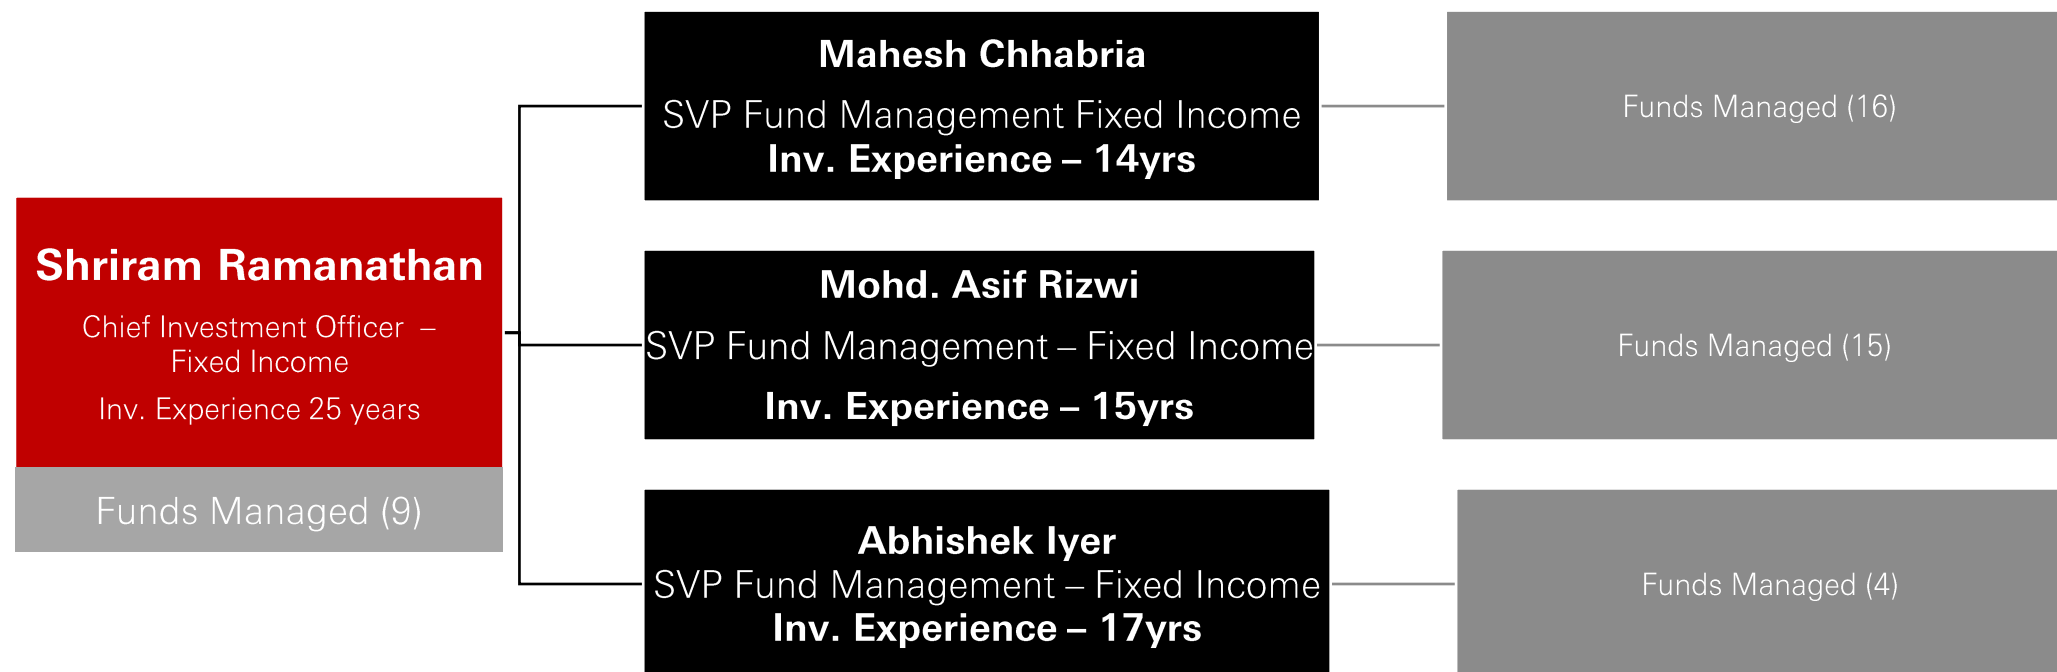 Shriram Ramanathan
Chief Investment Officer –
Fixed Income
Inv. Experience 25 years
Funds Managed (9)
Mahesh Chhabria
SVP Fund Management Fixed Income
Inv. Experience – 14yrs
Funds Managed (16)
Mohd. Asif Rizwi
SVP Fund Management – Fixed Income
Inv. Experience – 15yrs
Funds Managed (15)
Abhishek Iyer
SVP Fund Management – Fixed Income
Inv. Experience – 17yrs
Funds Managed (4)